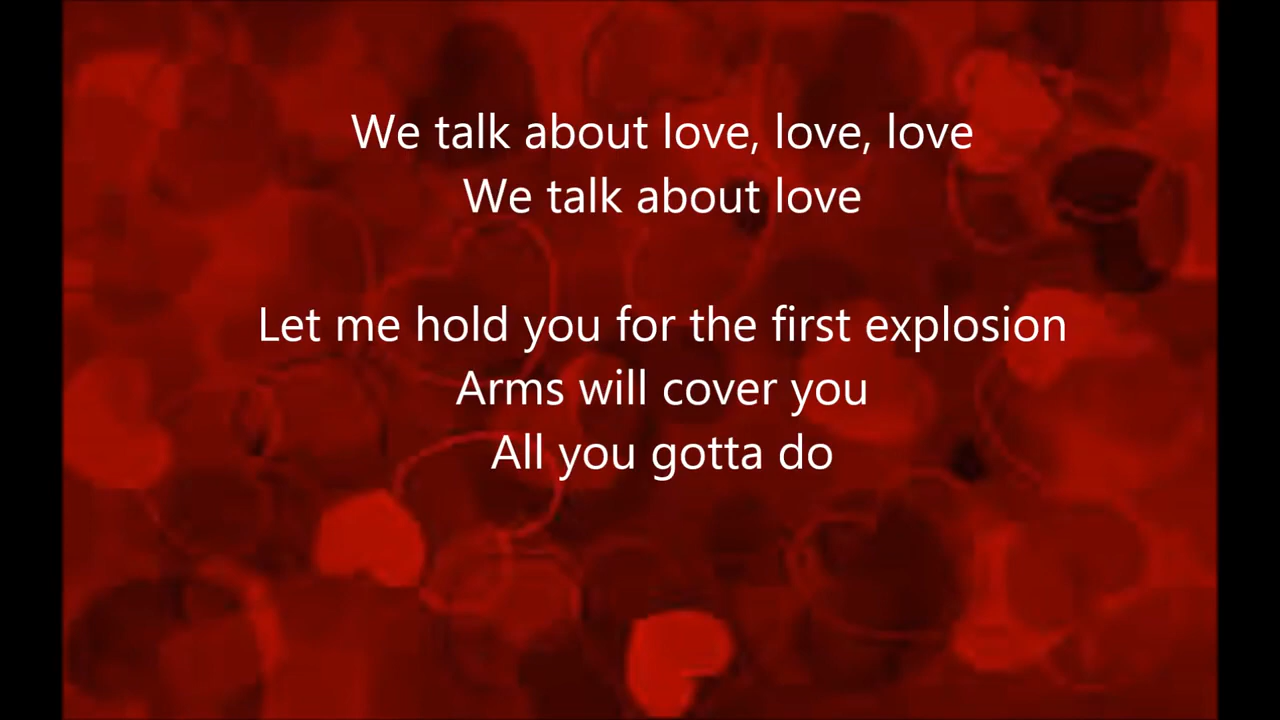 We talk about love, love, love
We talk about love
Let me hold you for the first explosion
Arms will cover you
All you gotta do